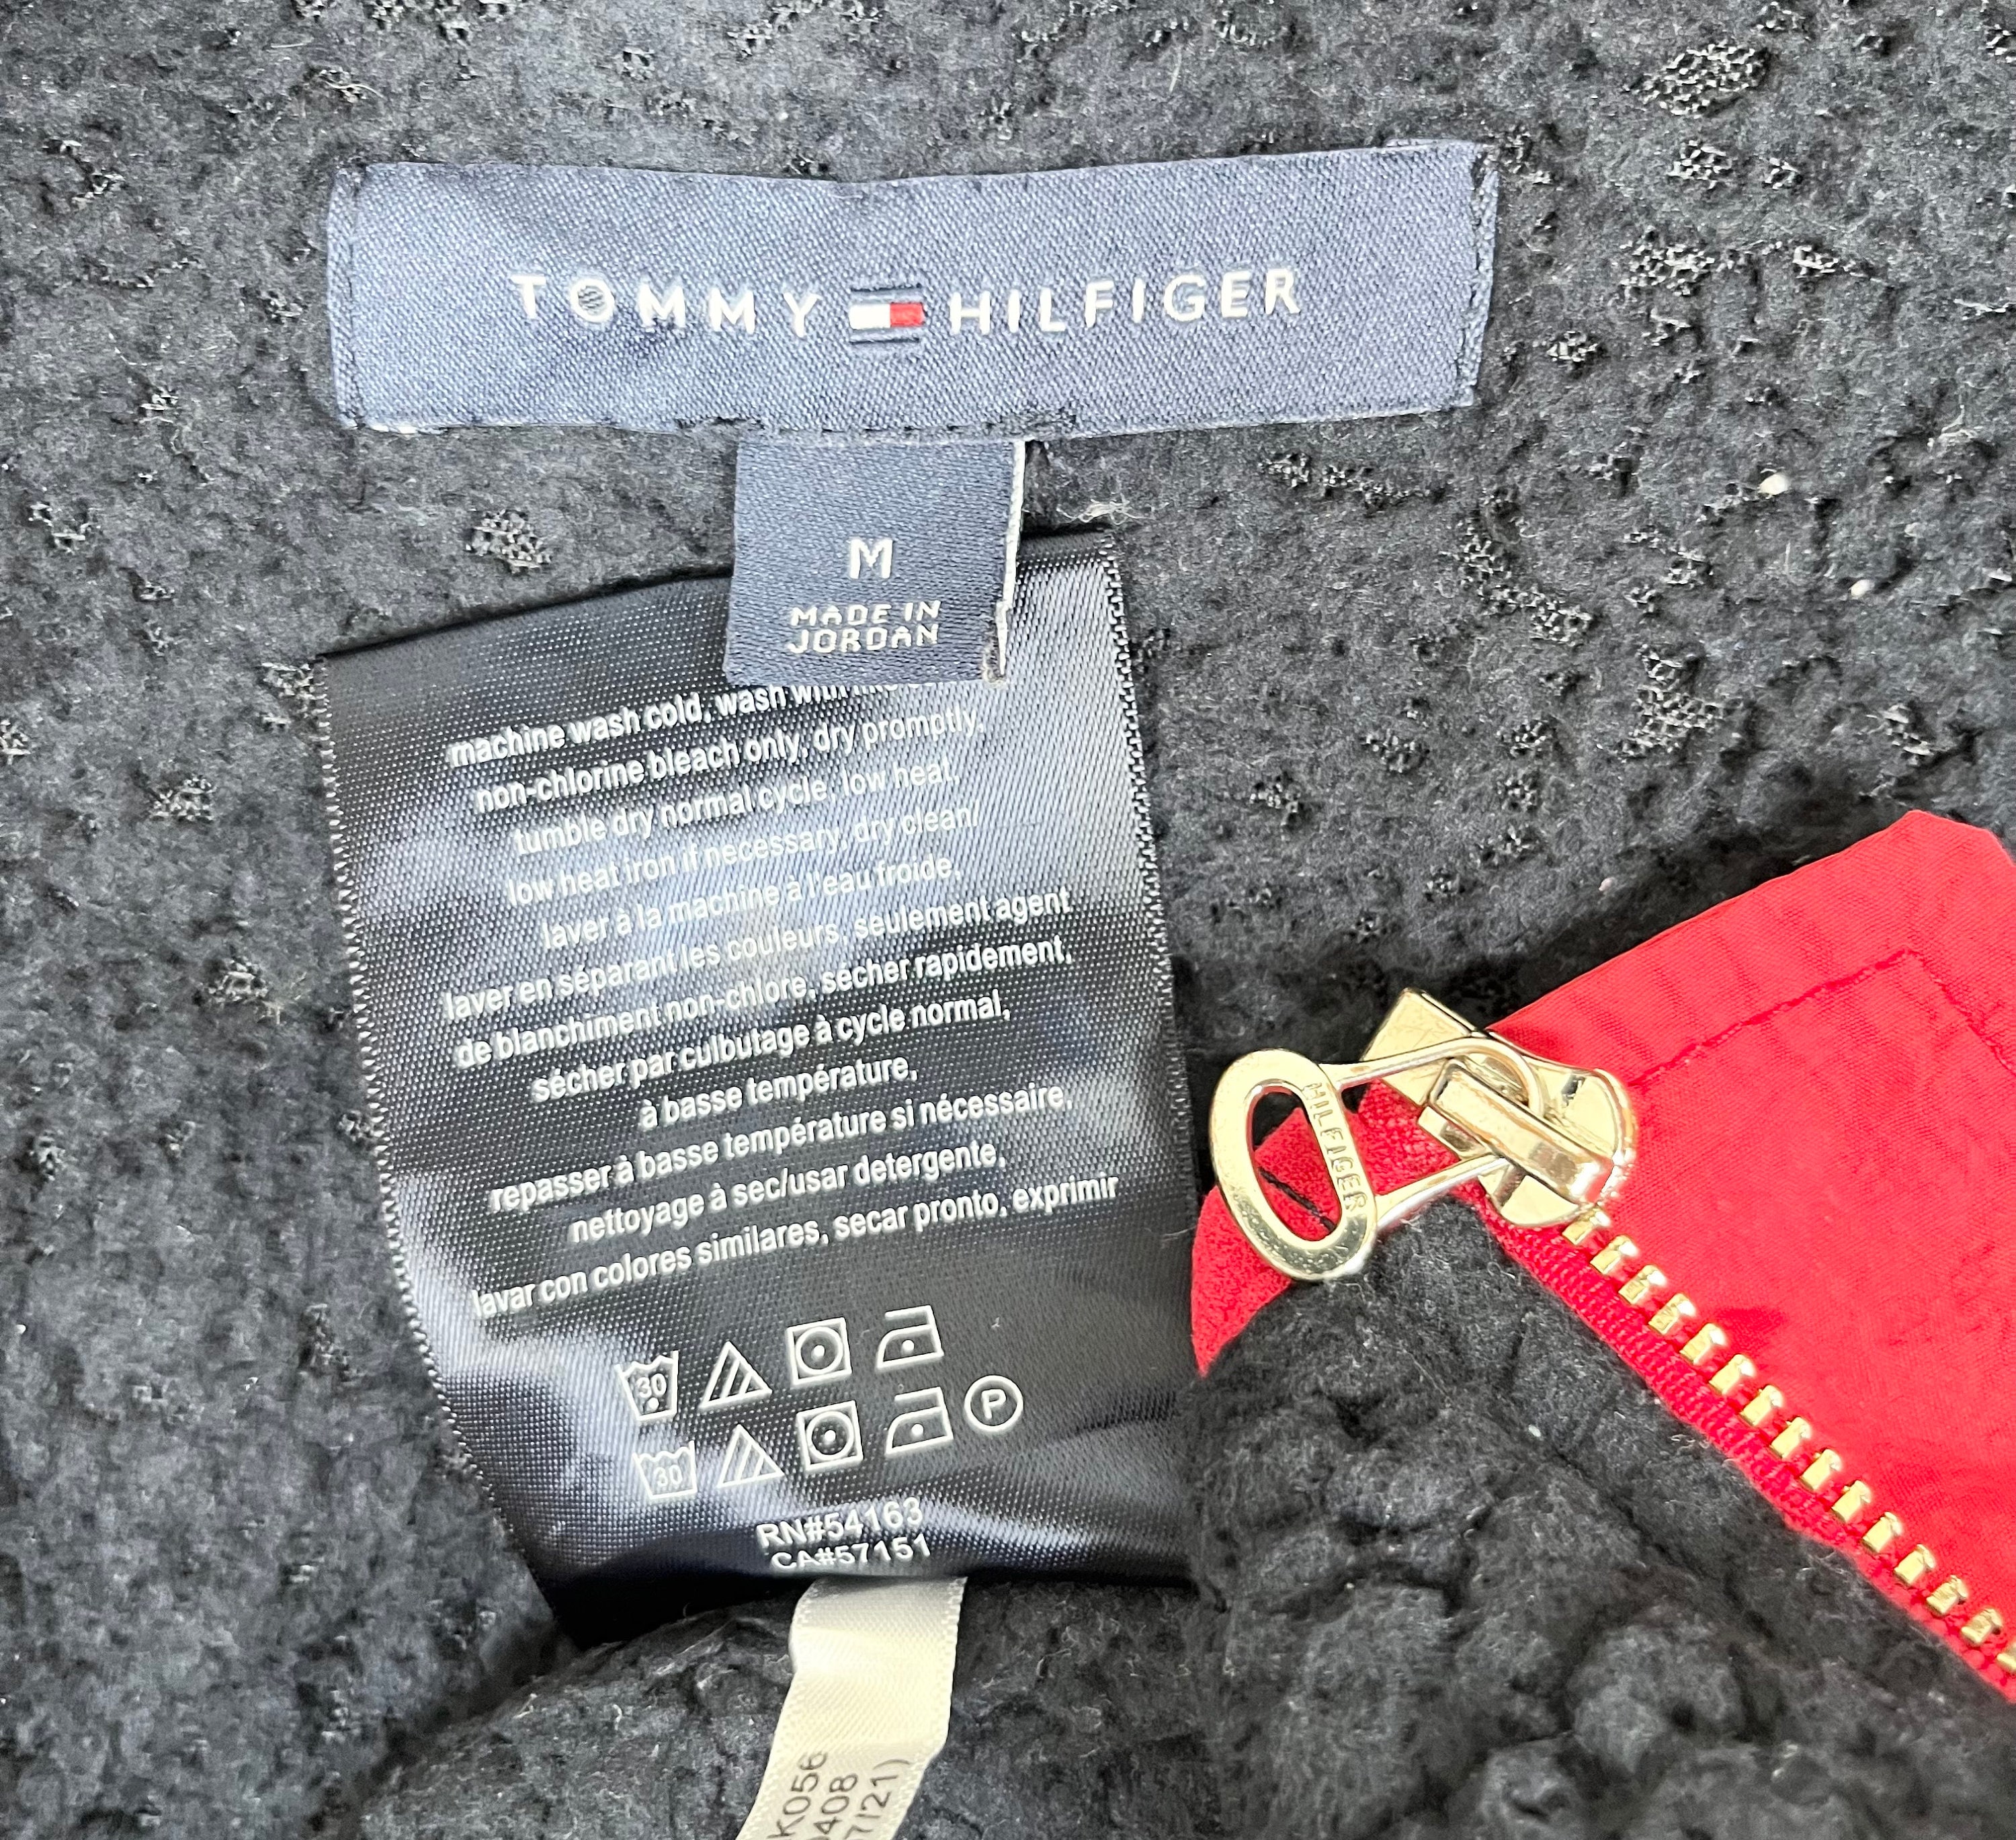 TOMMY HILFIGER
M
MADE IN
JORDAN
machine wash cold, wash with
non-chlorine bleach only, dry promptly,
tumble dry normal cycle, low heat,
low heat iron if necessary, dry clean/
laver à la machine à l'eau froide,
laver en séparant les couleurs, seulement agent
de blanchiment non-chlore, sécher rapidement,
sécher par culbutage à cycle normal,
à basse température,
repasser à basse température si nécessaire,
nettoyage à sec/usar detergente,
lavar con colores similares, secar pronto, exprimir
30
30 P
RN#54163
CA#57151
HILFIGER
K056
408
7/21)